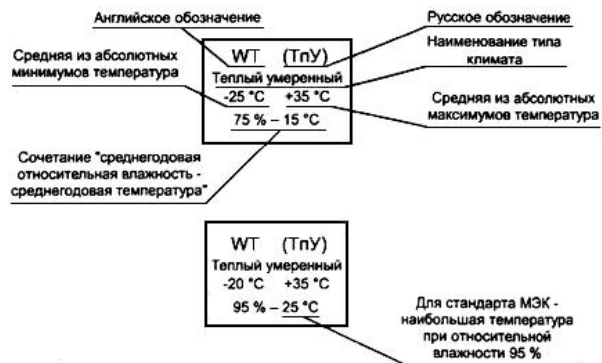 Английское обозначение
Русское обозначение
Средняя из абсолютных
минимумов температура
WT (ТпУ)
Теплый умеренный
-25 °C +35 °C
75 % – 15 °C
Наименование типа
климата
Средняя из абсолютных
максимумов температура
Сочетание "среднегодовая
относительная влажность -
среднегодовая температура"
WT (ТпУ)
Теплый умеренный
-20 °C +35 °C
95 % – 25 °C
Для стандарта МЭК -
наибольшая температура
при относительной
влажности 95 %